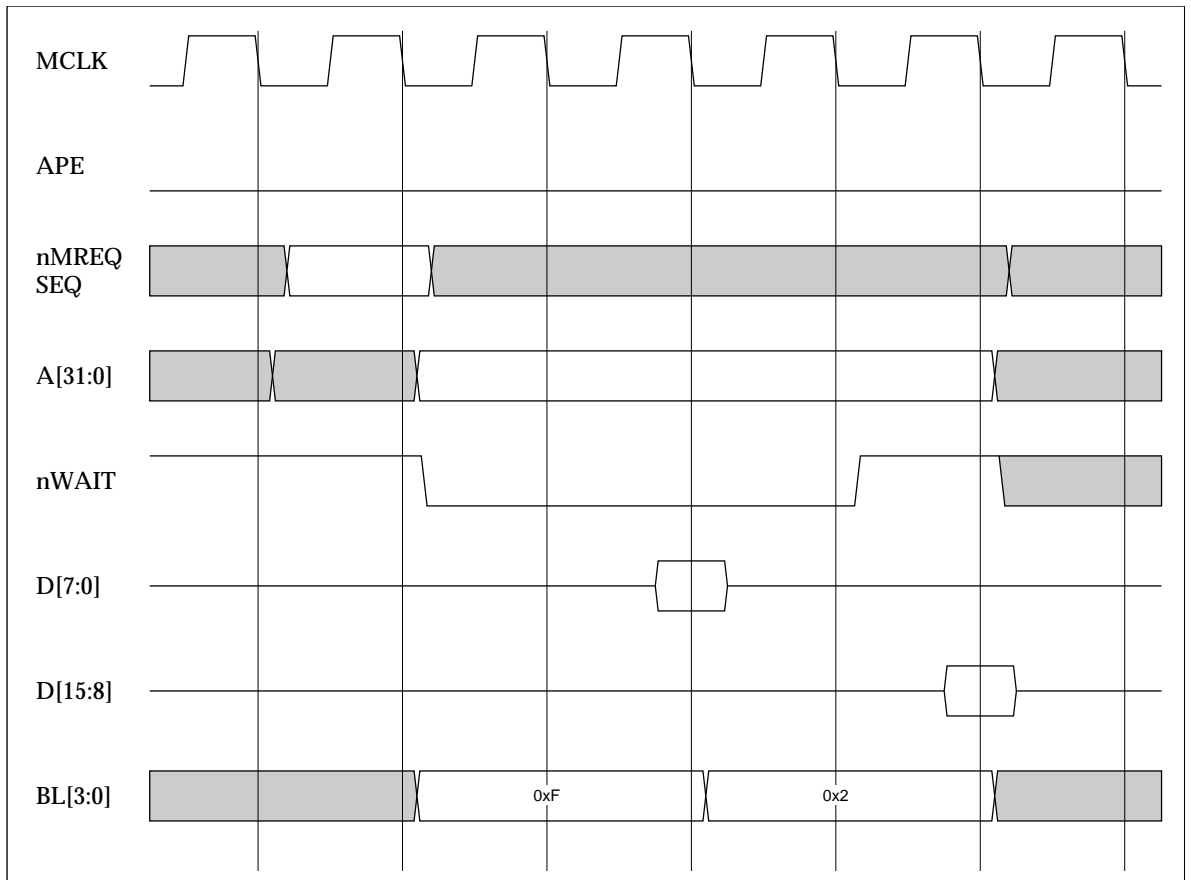 MCLK
APE
nMREQ
SEQ
A[31:0]
nWAIT
D[7:0]
D[15:8]
BL[3:0]
0xF
0x2